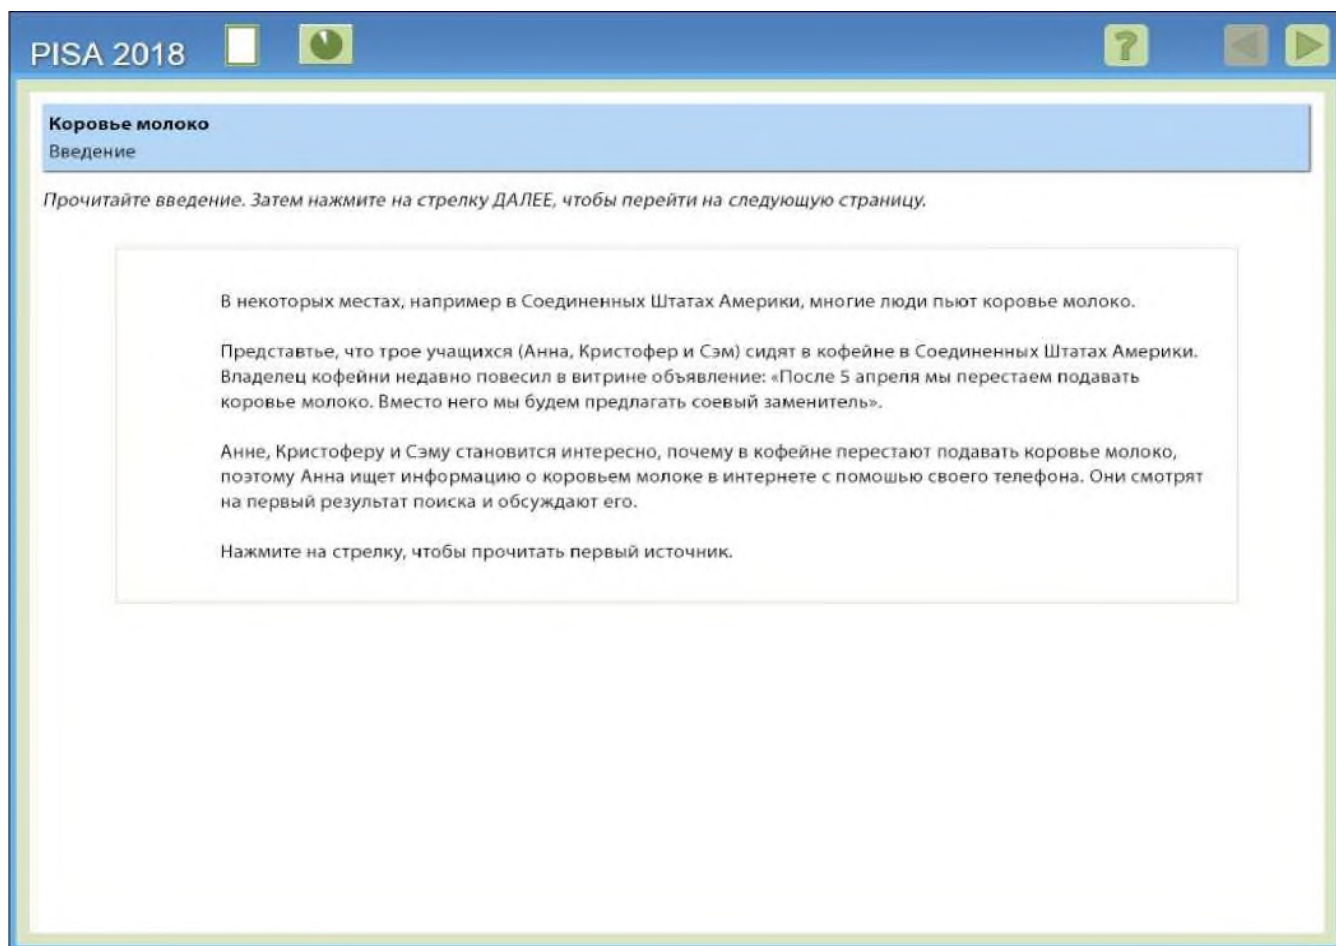 PISA 2018
?
Коровье молоко
Введение
Прочитайте введение. Затем нажмите на стрелку ДАЛЕЕ, чтобы перейти на следующую страницу.
В некоторых местах, например в Соединенных Штатах Америки, многие люди пьют коровье молоко.
Представтье, что трое учащихся (Анна, Кристофер и Сэм) сидят в кофейне в Соединенных Штатах Америки.
Владелец кофейни недавно повесил в витрине объявление: «После 5 апреля мы перестаем подавать
коровье молоко. Вместо него мы будем предлагать соевый заменитель».
Анне, Кристоферу и Сэму становится интересно, почему в кофейне перестают подавать коровье молоко,
поэтому Анна ищет информацию о коровьем молоке в интернете с помошью своего телефона. Они смотрят
на первый результат поиска и обсуждают его.
Нажмите на стрелку, чтобы прочитать первый источник.